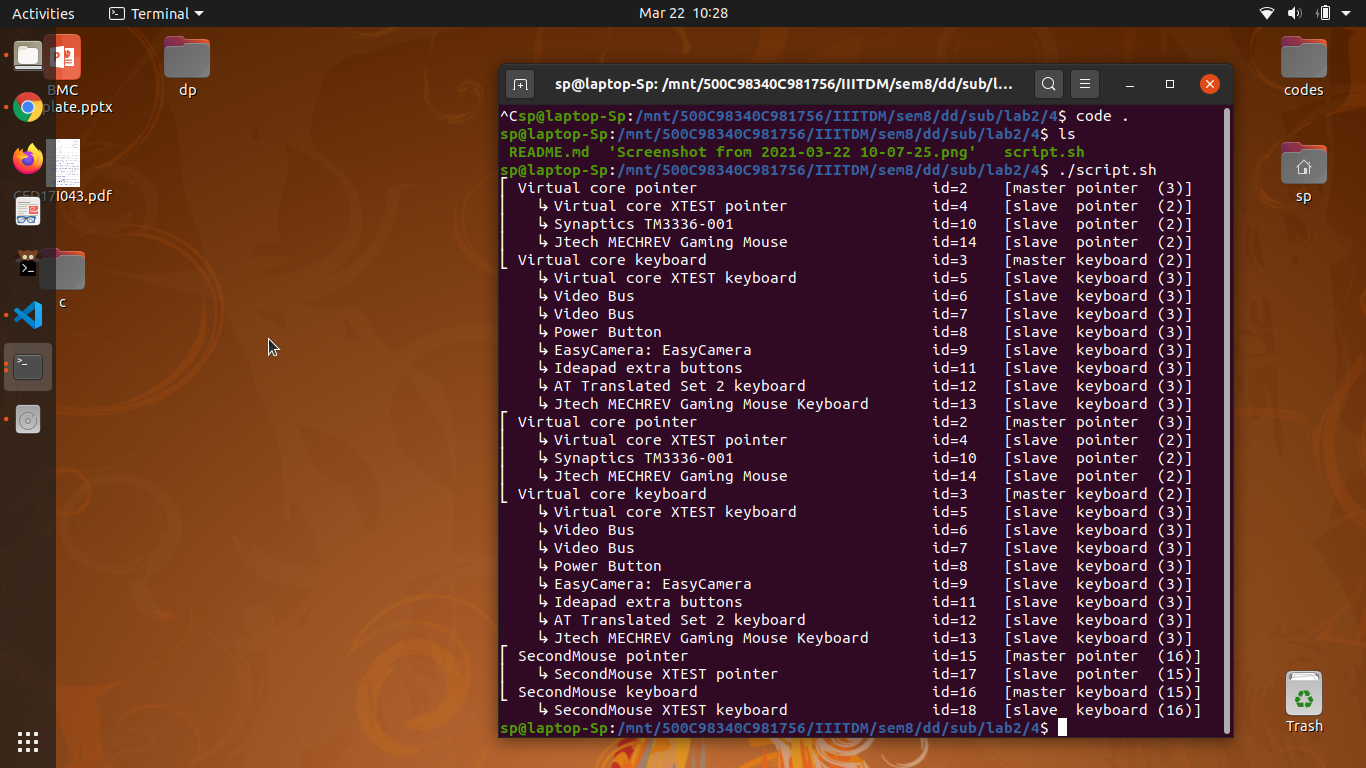 Activities Terminal Mar 22 10:28
BMC
plate.pptx
dp
CED17I043.pdf
c
sp@laptop-Sp: /mnt/500C98340C981756/IIITDM/sem8/dd/sub/l...
^Csp@laptop-Sp:/mnt/500C98340C981756/IIITDM/sem8/dd/sub/lab2/4$ code .
sp@laptop-Sp:/mnt/500C98340C981756/IIITDM/sem8/dd/sub/lab2/4$ ls
README.md 'Screenshot from 2021-03-22 10-07-25.png' script.sh
sp@laptop-Sp:/mnt/500C98340C981756/IIITDM/sem8/dd/sub/lab2/4$ ./script.sh
⎡ Virtual core pointer id=2 [master pointer (3)]
⎜ ↳ Virtual core XTEST pointer id=4 [slave pointer (2)]
⎜ ↳ Synaptics TM3336-001 id=10 [slave pointer (2)]
⎜ ↳ Jtech MECHREV Gaming Mouse id=14 [slave pointer (2)]
⎣ Virtual core keyboard id=3 [master keyboard (2)]
↳ Virtual core XTEST keyboard id=5 [slave keyboard (3)]
↳ Video Bus id=6 [slave keyboard (3)]
↳ Video Bus id=7 [slave keyboard (3)]
↳ Power Button id=8 [slave keyboard (3)]
↳ EasyCamera: EasyCamera id=9 [slave keyboard (3)]
↳ Ideapad extra buttons id=11 [slave keyboard (3)]
↳ AT Translated Set 2 keyboard id=12 [slave keyboard (3)]
↳ Jtech MECHREV Gaming Mouse Keyboard id=13 [slave keyboard (3)]
⎡ Virtual core pointer id=2 [master pointer (3)]
⎜ ↳ Virtual core XTEST pointer id=4 [slave pointer (2)]
⎜ ↳ Synaptics TM3336-001 id=10 [slave pointer (2)]
⎜ ↳ Jtech MECHREV Gaming Mouse id=14 [slave pointer (2)]
⎣ Virtual core keyboard id=3 [master keyboard (2)]
↳ Virtual core XTEST keyboard id=5 [slave keyboard (3)]
↳ Video Bus id=6 [slave keyboard (3)]
↳ Video Bus id=7 [slave keyboard (3)]
↳ Power Button id=8 [slave keyboard (3)]
↳ EasyCamera: EasyCamera id=9 [slave keyboard (3)]
↳ Ideapad extra buttons id=11 [slave keyboard (3)]
↳ AT Translated Set 2 keyboard id=12 [slave keyboard (3)]
↳ Jtech MECHREV Gaming Mouse Keyboard id=13 [slave keyboard (3)]
⎡ SecondMouse pointer id=15 [master pointer (16)]
⎜ ↳ SecondMouse XTEST pointer id=17 [slave pointer (15)]
⎣ SecondMouse keyboard id=16 [master keyboard (15)]
↳ SecondMouse XTEST keyboard id=18 [slave keyboard (16)]
sp@laptop-Sp:/mnt/500C98340C981756/IIITDM/sem8/dd/sub/lab2/4$
codes
sp
Trash